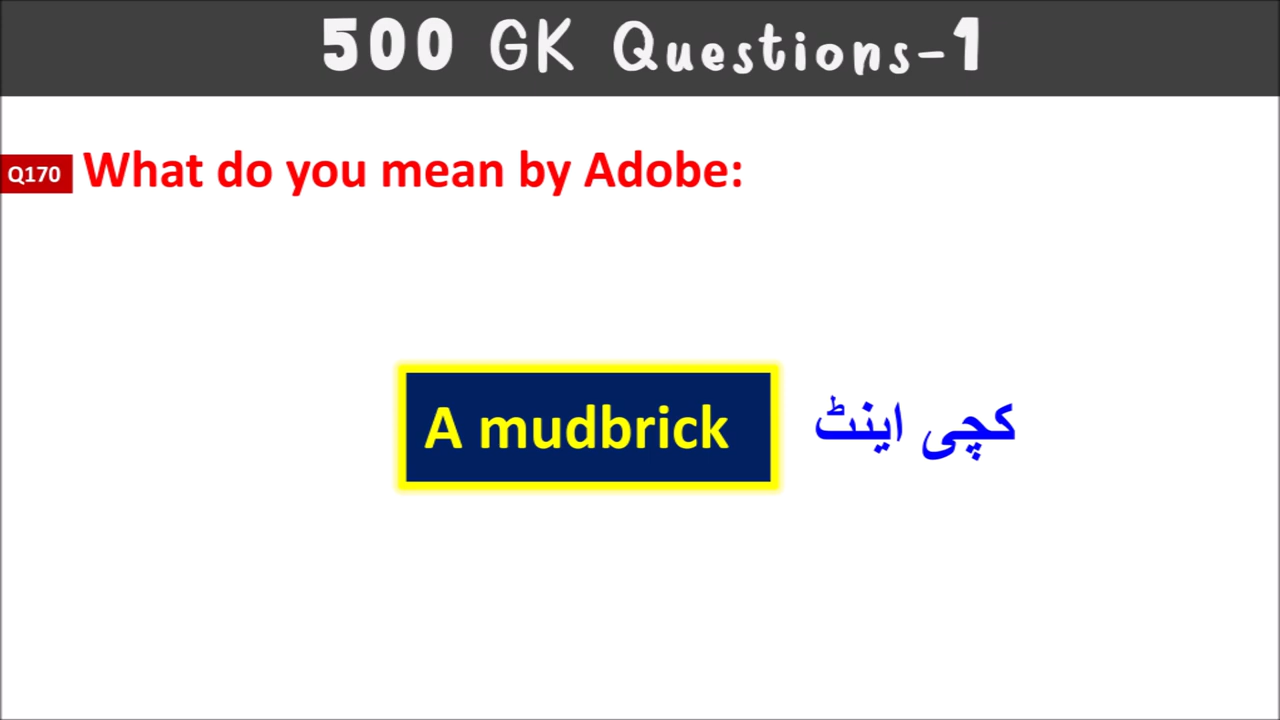 500 GK Questions-1
Q170 What do you mean by Adobe:
A mudbrick کچی اینٹ